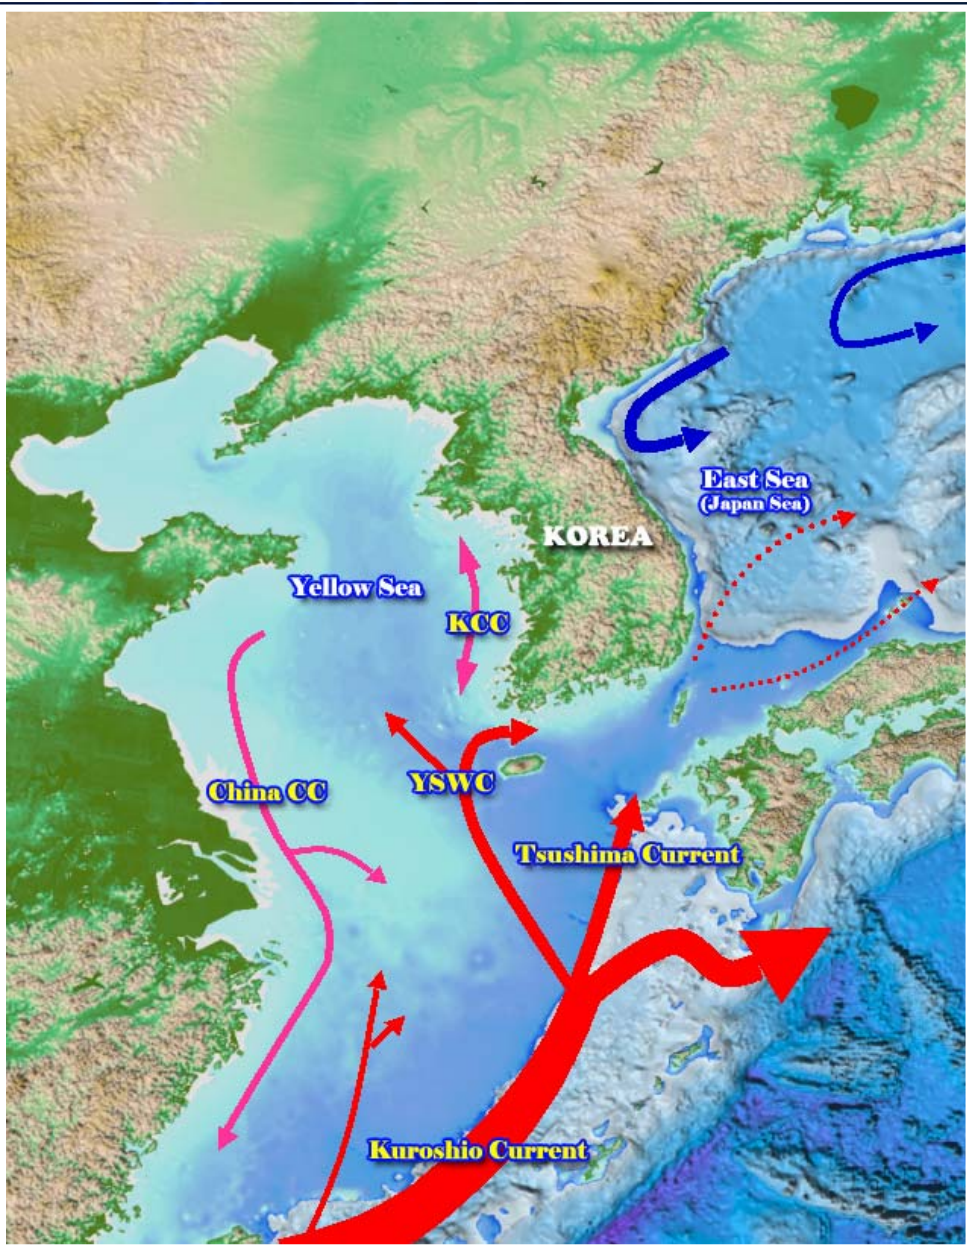 East Sea
(Japan Sea)
KOREA
Yellow Sea
KCC
YSWC
China CC
Tsushima Current
Kuroshio Current